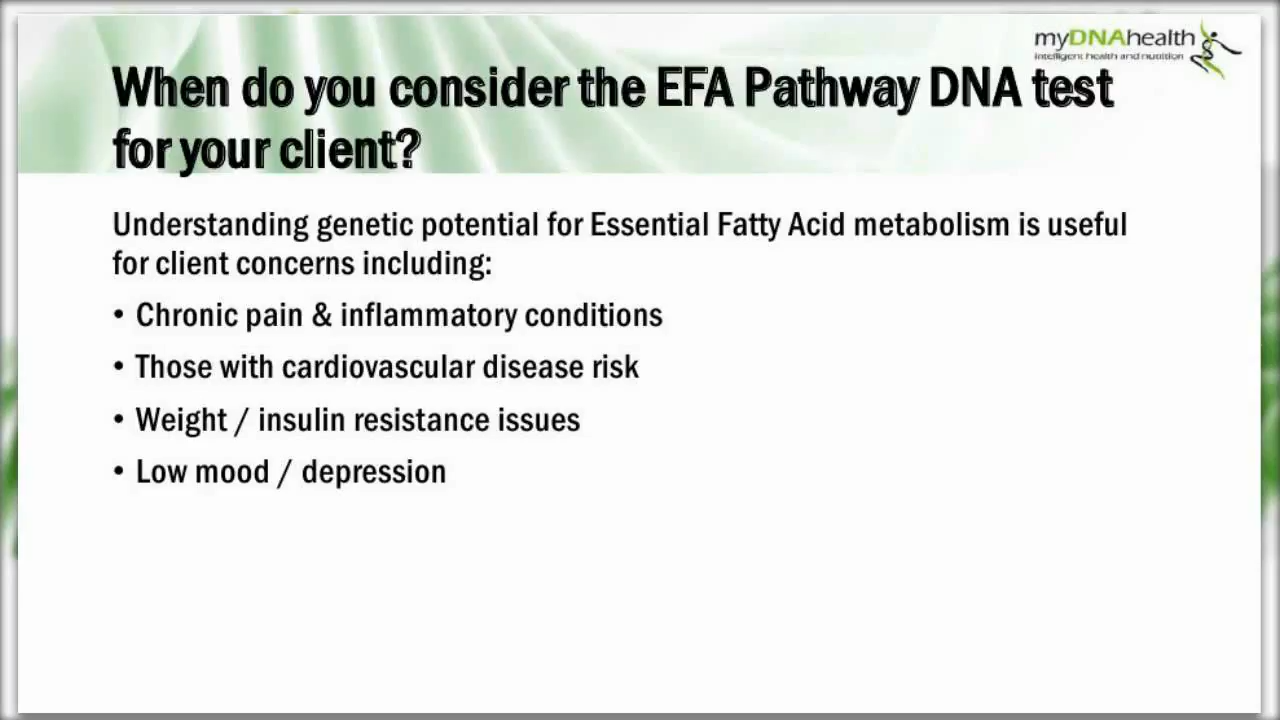 myDNAhealth
intelligent health and nutrition
When do you consider the EFA Pathway DNA test
for your client?
Understanding genetic potential for Essential Fatty Acid metabolism is useful
for client concerns including:
• Chronic pain & inflammatory conditions
• Those with cardiovascular disease risk
• Weight / insulin resistance issues
• Low mood / depression